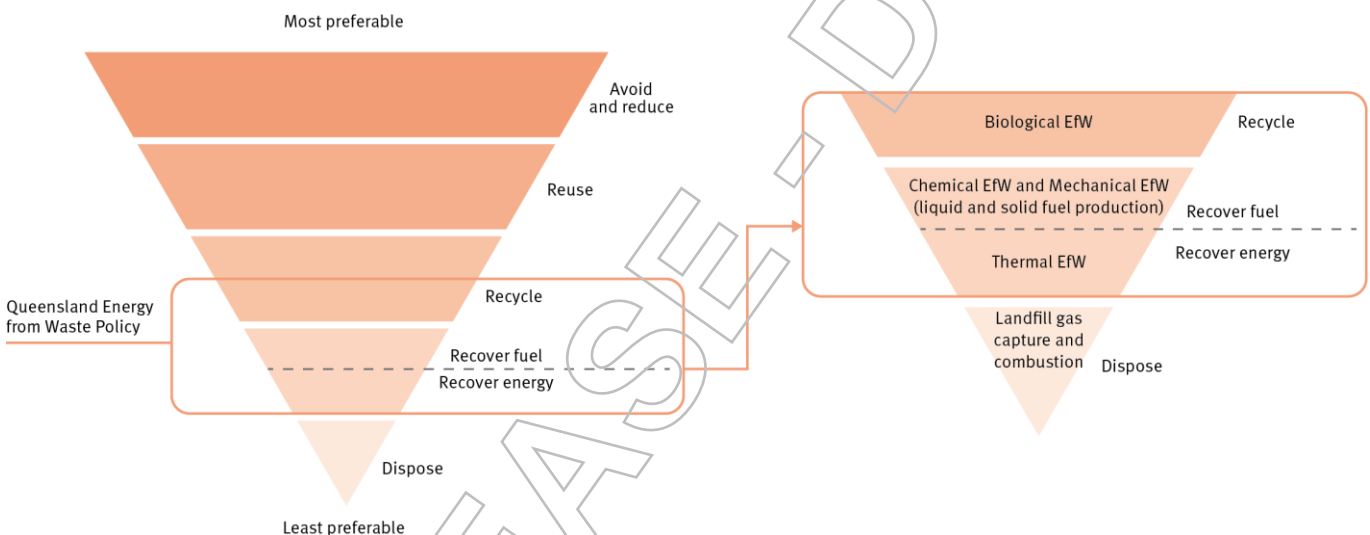 Most preferable
Avoid
and reduce
Reuse
Recycle
Queensland Energy
from Waste Policy
Recover fuel
Recover energy
Dispose
Least preferable
Biological EfW
Recycle
Chemical EfW and Mechanical EfW
(liquid and solid fuel production)
Recover fuel
Recover energy
Thermal EfW
Landfill gas
capture and
combustion
Dispose